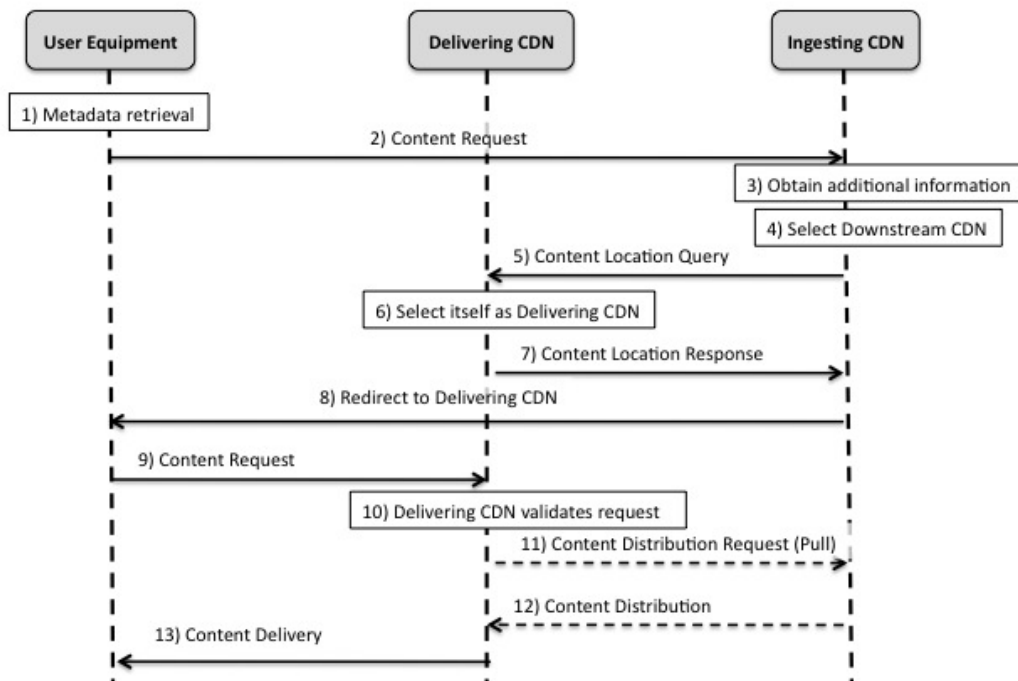 User Equipment
Delivering CDN
Ingesting CDN
1) Metadata retrieval
2) Content Request
3) Obtain additional information
4) Select Downstream CDN
5) Content Location Query
6) Select itself as Delivering CDN
7) Content Location Response
8) Redirect to Delivering CDN
9) Content Request
10) Delivering CDN validates request
11) Content Distribution Request (Pull)
12) Content Distribution
13) Content Delivery